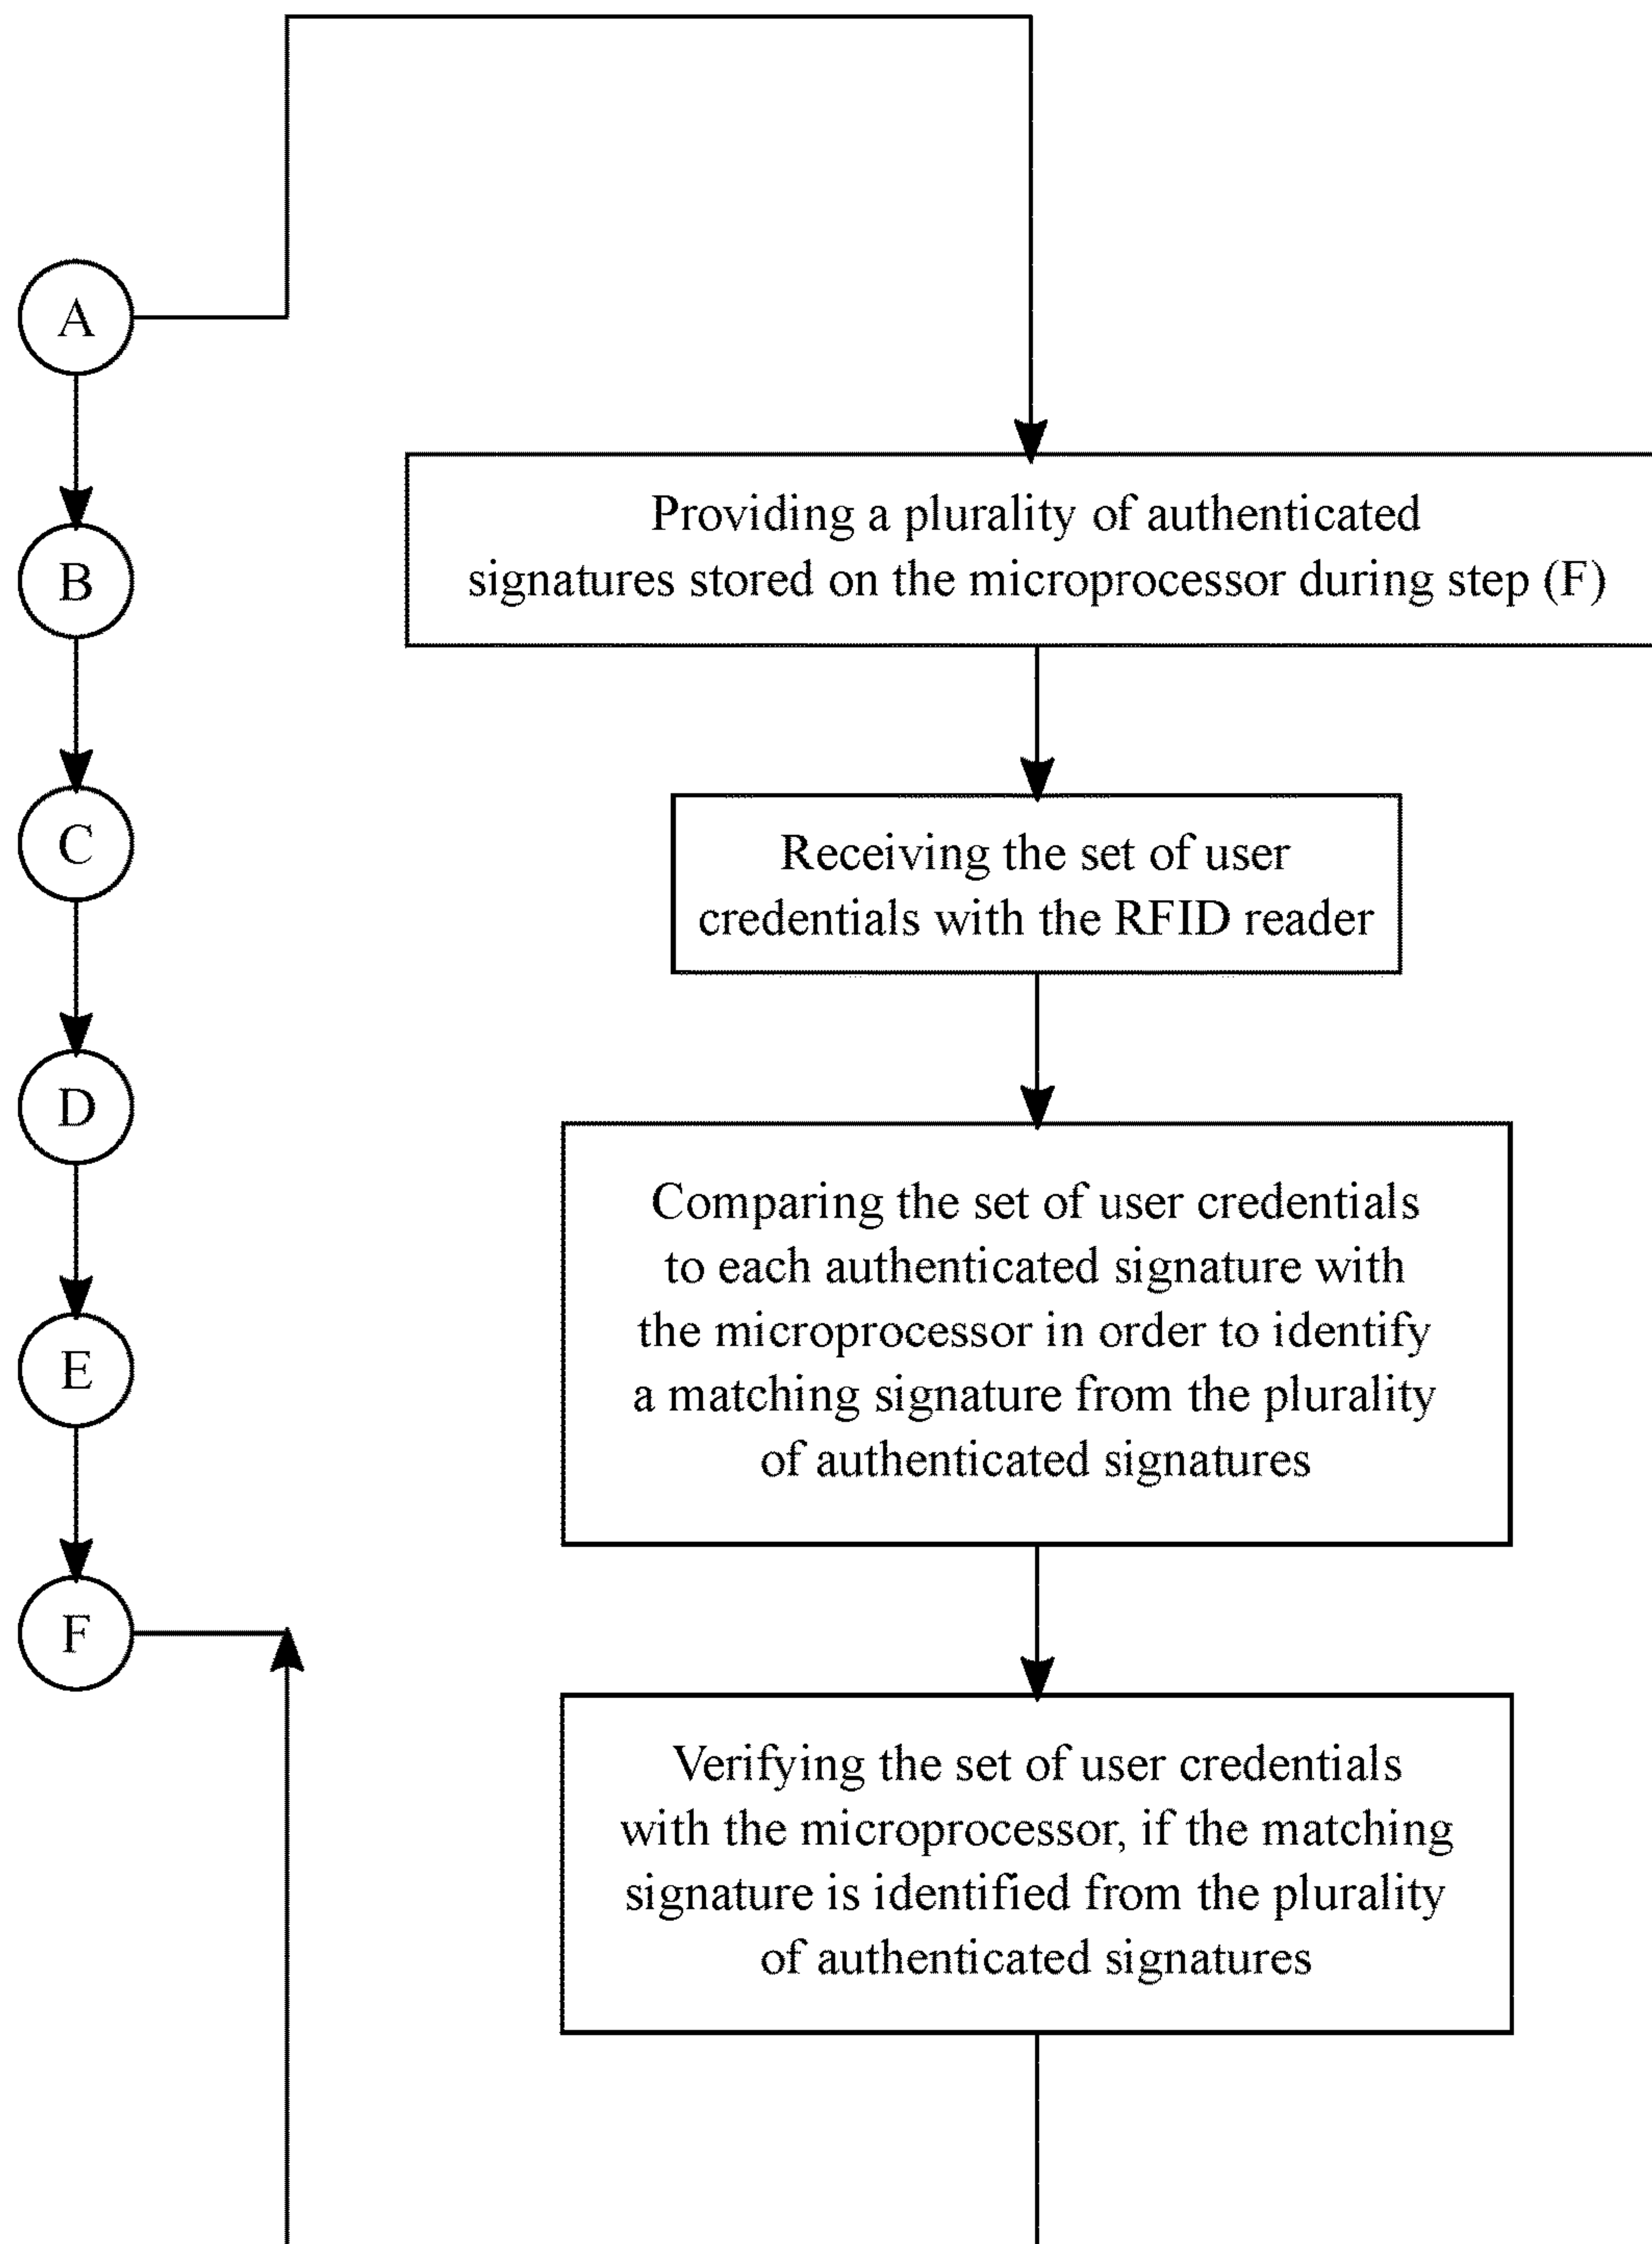 A
B
C
D
E
F
Providing a plurality of authenticated
signatures stored on the microprocessor during step (F)
Receiving the set of user
credentials with the RFID reader
Comparing the set of user credentials
to each authenticated signature with
the microprocessor in order to identify
a matching signature from the plurality
of authenticated signatures
Verifying the set of user credentials
with the microprocessor, if the matching
signature is identified from the plurality
of authenticated signatures